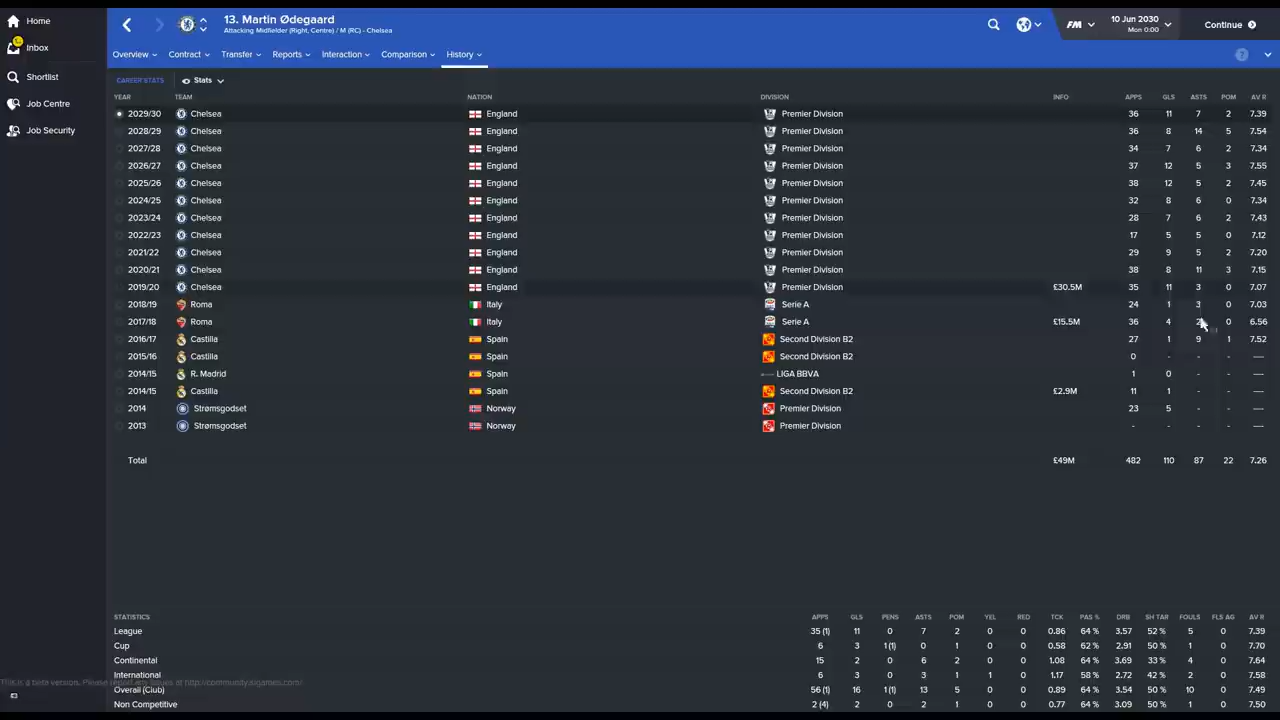 Home
Inbox
Shortlist
Job Centre
Job Security
13. Martin Ødegaard
Attacking Midfielder (Right, Centre) / M (RC) - Chelsea
FM
10 Jun 2030
Mon 0:00
Continue
Overview Contract Transfer Reports Interaction Comparison History
?
CAREER STATS Stats
YEAR TEAM NATION DIVISION INFO APPS GLS ASTS POM AV R
2029/30 Chelsea England Premier Division 36 11 7 2 7.39
2028/29 Chelsea England Premier Division 36 8 14 5 7.54
2027/28 Chelsea England Premier Division 34 7 6 2 7.34
2026/27 Chelsea England Premier Division 37 12 5 3 7.55
2025/26 Chelsea England Premier Division 38 12 5 2 7.45
2024/25 Chelsea England Premier Division 32 8 6 0 7.34
2023/24 Chelsea England Premier Division 28 7 6 2 7.43
2022/23 Chelsea England Premier Division 17 5 5 0 7.12
2021/22 Chelsea England Premier Division 29 9 5 2 7.20
2020/21 Chelsea England Premier Division 38 8 11 3 7.15
2019/20 Chelsea England Premier Division £30.5M 35 11 3 0 7.07
2018/19 Roma Italy Serie A 24 1 3 0 7.03
2017/18 Roma Italy Serie A £15.5M 36 4 0 6.56
2016/17 Castilla Spain Second Division B2 27 1 9 1 7.52
2015/16 Castilla Spain Second Division B2 0 - - - ---
2014/15 R. Madrid Spain LIGA BBVA 1 0 - - ---
2014/15 Castilla Spain Second Division B2 £2.9M 11 1 - - ---
2014 Strømsgodset Norway Premier Division 23 5 - - ---
2013 Strømsgodset Norway Premier Division - - - - ---
Total £49M 482 110 87 22 7.26
STATISTICS APPS GLS PENS ASTS POM YEL RED TCK PAS % DRB SH TAR FOULS FLS AG AV R
League 35 (1) 11 0 7 2 0 0 0.86 64 % 3.57 52 % 5 0 7.39
Cup 6 3 1 (1) 0 1 0 0 0.58 62 % 2.91 50 % 1 0 7.70
Continental 15 2 0 6 2 0 0 1.08 64 % 3.69 33 % 4 0 7.64
International 6 3 0 3 1 1 0 1.17 58 % 2.72 42 % 2 0 7.58
This is a beta version. Please report any issues at http://community.sigames.com/
Overall (Club) 56 (1) 16 1 (1) 13 5 0 0 0.89 64 % 3.54 50 % 10 0 7.49
Non Competitive 2 (4) 2 0 2 1 0 0 0.77 64 % 3.09 50 % 1 0 7.50